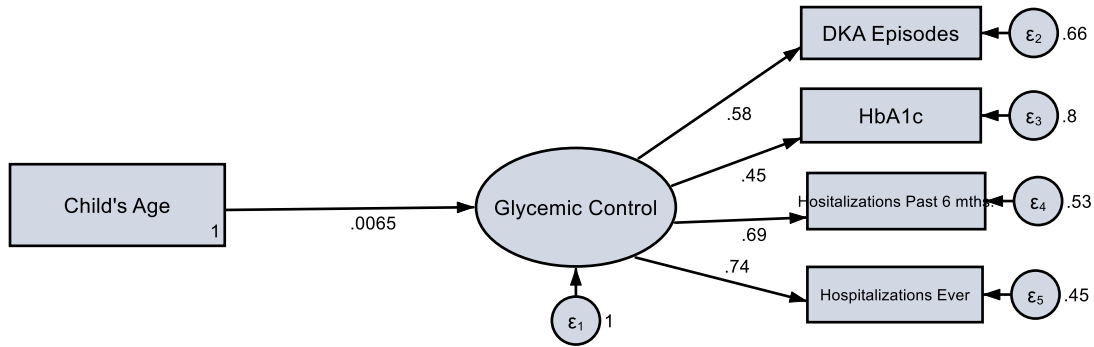 DKA Episodes
ε2
.66
.58
HbA1c
ε3
.8
.45
Child's Age
1
.0065
Glycemic Control
Hositalizations Past 6 mths.
ε4
.53
.69
.74
Hospitalizations Ever
ε5
.45
ε1
1